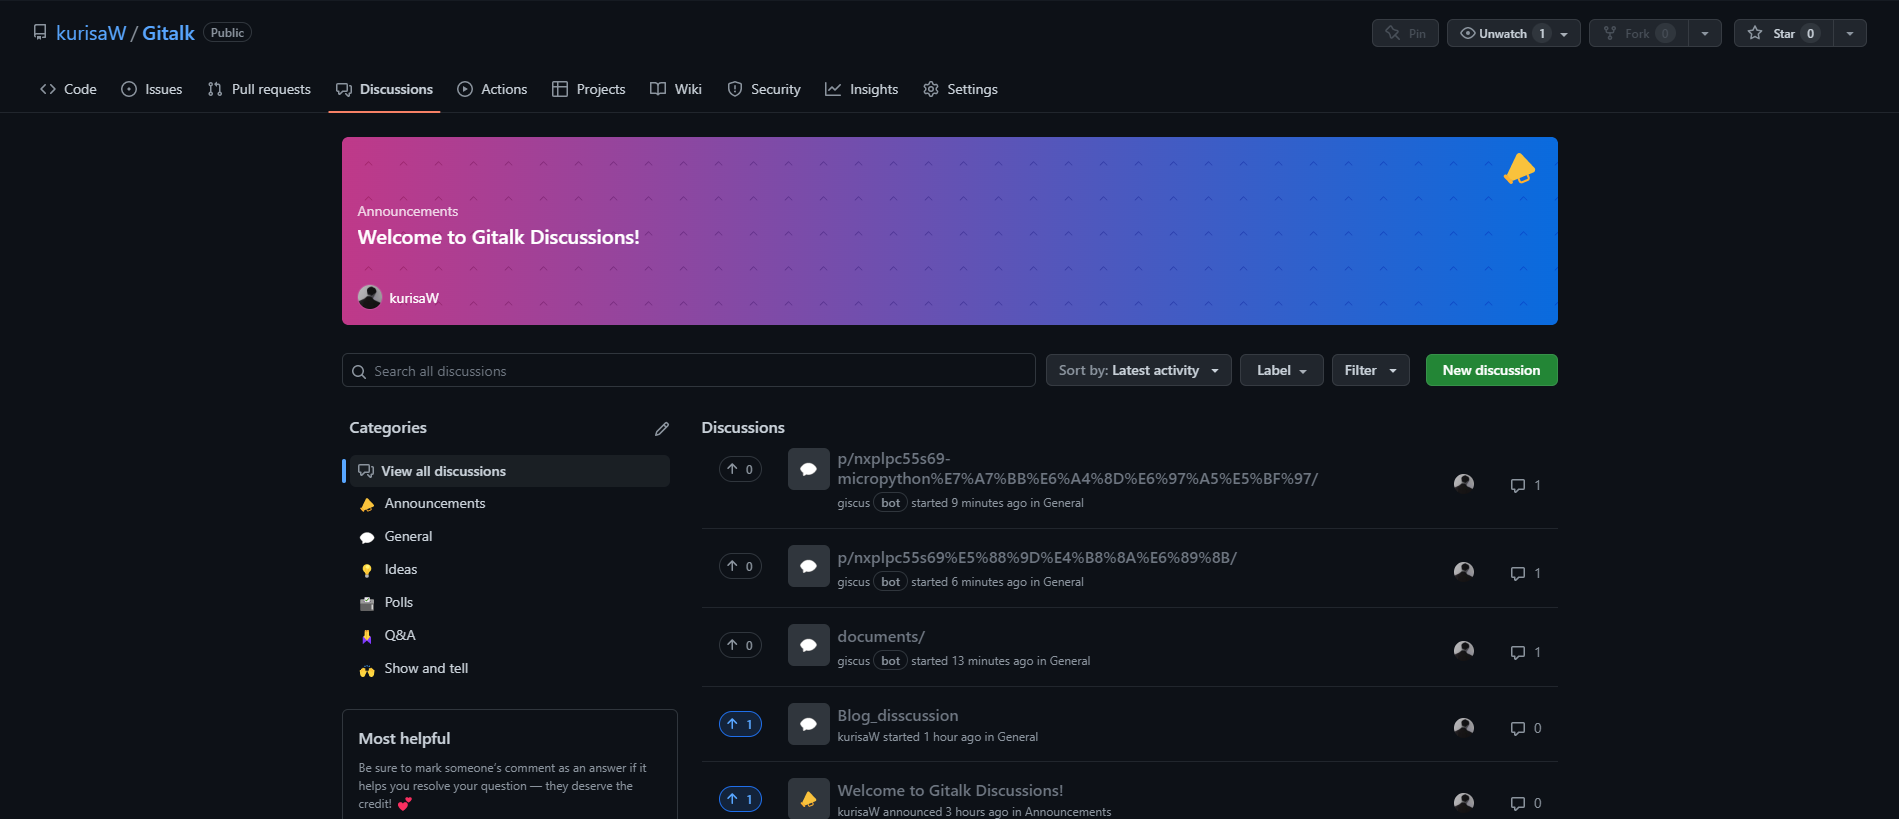 kurisaW / Gitalk Public
Pin Unwatch 1 Fork 0 Star 0
Code Issues Pull requests Discussions Actions Projects Wiki Security Insights Settings
Announcements
Welcome to Gitalk Discussions!
kurisaW
Search all discussions
Sort by: Latest activity Label Filter New discussion
Categories
View all discussions
Announcements
General
Ideas
Polls
Q&A
Show and tell
Most helpful
Be sure to mark someone’s comment as an answer if it
helps you resolve your question — they deserve the
credit! 💕
Discussions
0
p/nxplpc55s69-
micropython%E7%A7%BB%E6%A4%8D%E6%97%A5%E5%BF%97/
giscus bot started 9 minutes ago in General
1
0
p/nxplpc55s69%E5%88%9D%E4%B8%8A%E6%89%8B/
giscus bot started 6 minutes ago in General
1
0
documents/
giscus bot started 13 minutes ago in General
1
1
Blog_disscussion
kurisaW started 1 hour ago in General
0
1
Welcome to Gitalk Discussions!
kurisaW announced 3 hours ago in Announcements
0